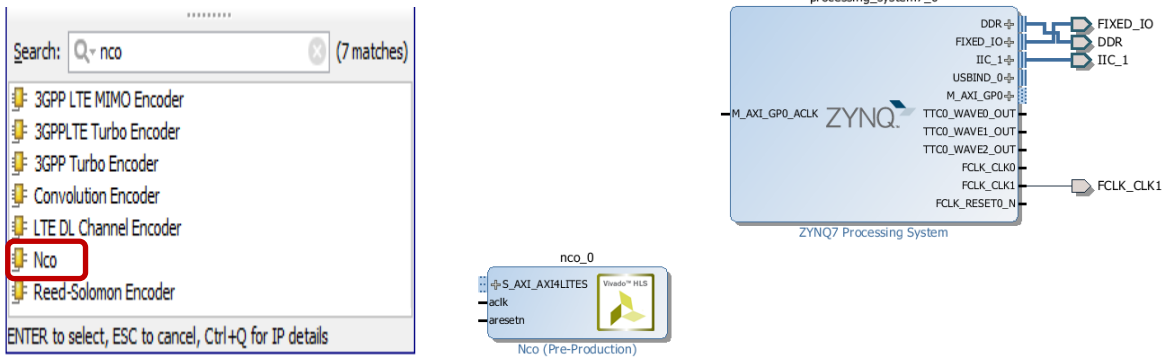 Search: nco (7 matches)
3GPP LTE MIMO Encoder
3GPPLTE Turbo Encoder
3GPP Turbo Encoder
Convolution Encoder
LTE DL Channel Encoder
Nco
Reed-Solomon Encoder
ENTER to select, ESC to cancel, Ctrl+Q for IP details
nco_0
S_AXI_AXI4LITES
Vivado™ HLS
aclk
aresetn
Nco (Pre-Production)
processing_system7_0
DDR
FIXED_IO
IIC_1
USBIND_0
M_AXI_GP0
M_AXI_GP0_ACLK
ZYNQ.
TTC0_WAVE0_OUT
TTC0_WAVE1_OUT
TTC0_WAVE2_OUT
FCLK_CLK0
FCLK_CLK1
FCLK_RESET0_N
ZYNQ7 Processing System
FIXED_IO
DDR
IIC_1
FCLK_CLK1